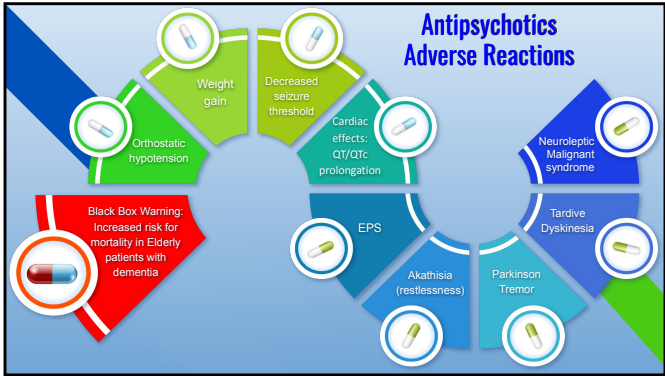 Antipsychotics
Adverse Reactions
Black Box Warning:
Increased risk for
mortality in Elderly
patients with
dementia
Orthostatic
hypotension
Weight
gain
Decreased
seizure
threshold
Cardiac
effects:
QT/QTc
prolongation
EPS
Akathisia
(restlessness)
Parkinson
Tremor
Tardive
Dyskinesia
Neuroleptic
Malignant
syndrome